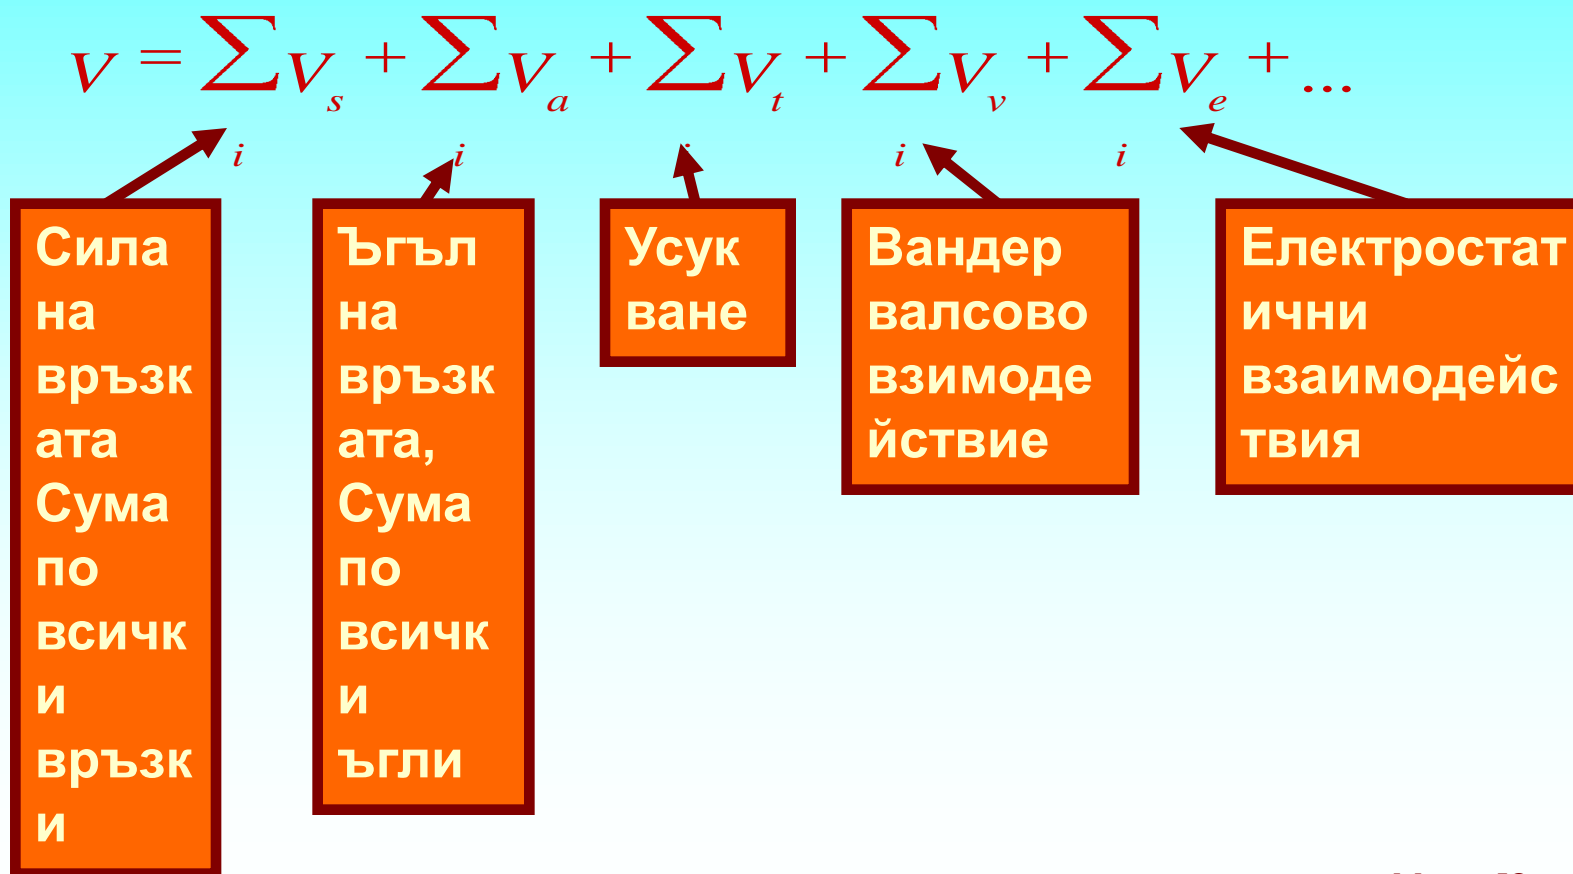 V = ∑V_s + ∑V_a + ∑V_t + ∑V_v + ∑V_e + ...
i i i i i
Сила
на
връзк
ата
Сума
по
всичк
и
връзк
и
Ъгъл
на
връзк
ата,
Сума
по
всичк
и
ъгли
Усук
ване
Вандер
валсово
взимоде
йствие
Електростат
ични
взаимодейс
твия